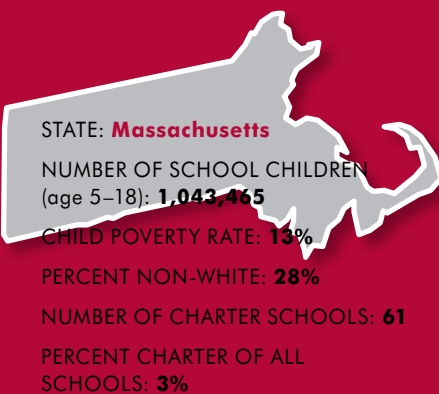 STATE: Massachusetts
NUMBER OF SCHOOL CHILDREN
(age 5–18): 1,043,465
CHILD POVERTY RATE: 13%
PERCENT NON-WHITE: 28%
NUMBER OF CHARTER SCHOOLS: 61
PERCENT CHARTER OF ALL
SCHOOLS: 3%